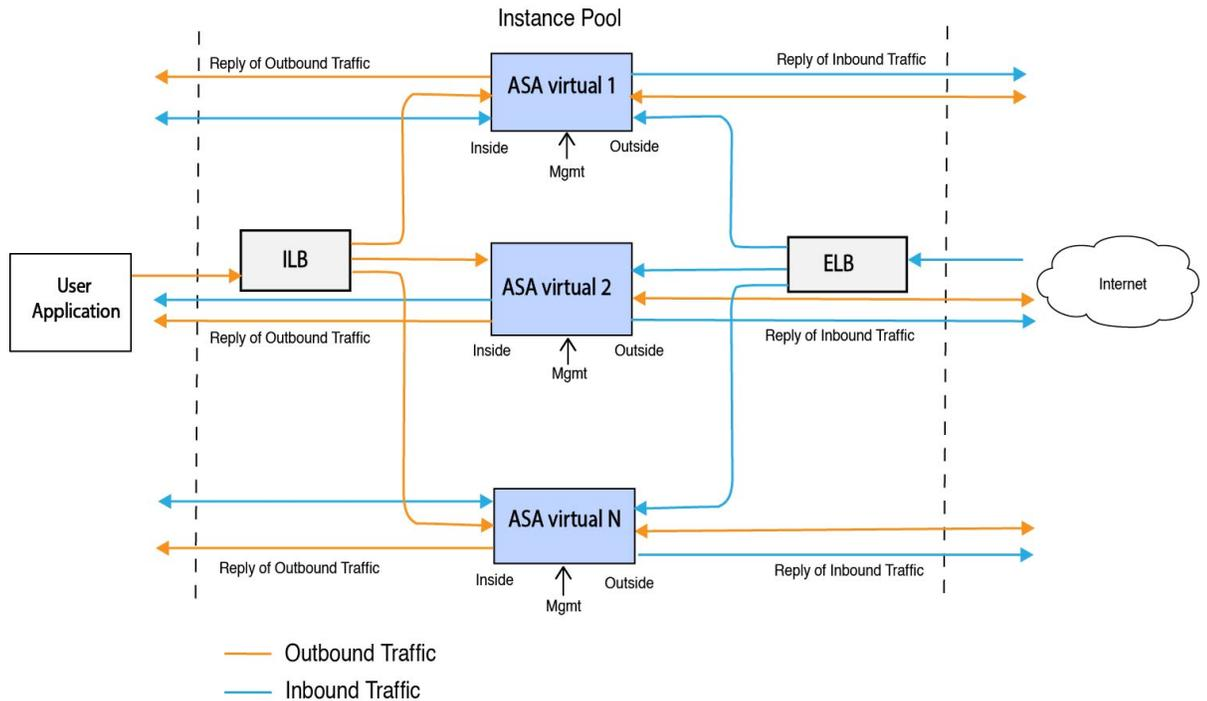 Instance Pool
Reply of Outbound Traffic
ASA virtual 1
Reply of Inbound Traffic
Inside
Outside
Mgmt
User
Application
ILB
ASA virtual 2
ELB
Internet
Reply of Outbound Traffic
Reply of Inbound Traffic
Inside
Outside
Mgmt
ASA virtual N
Reply of Outbound Traffic
Reply of Inbound Traffic
Inside
Outside
Mgmt
Outbound Traffic
Inbound Traffic